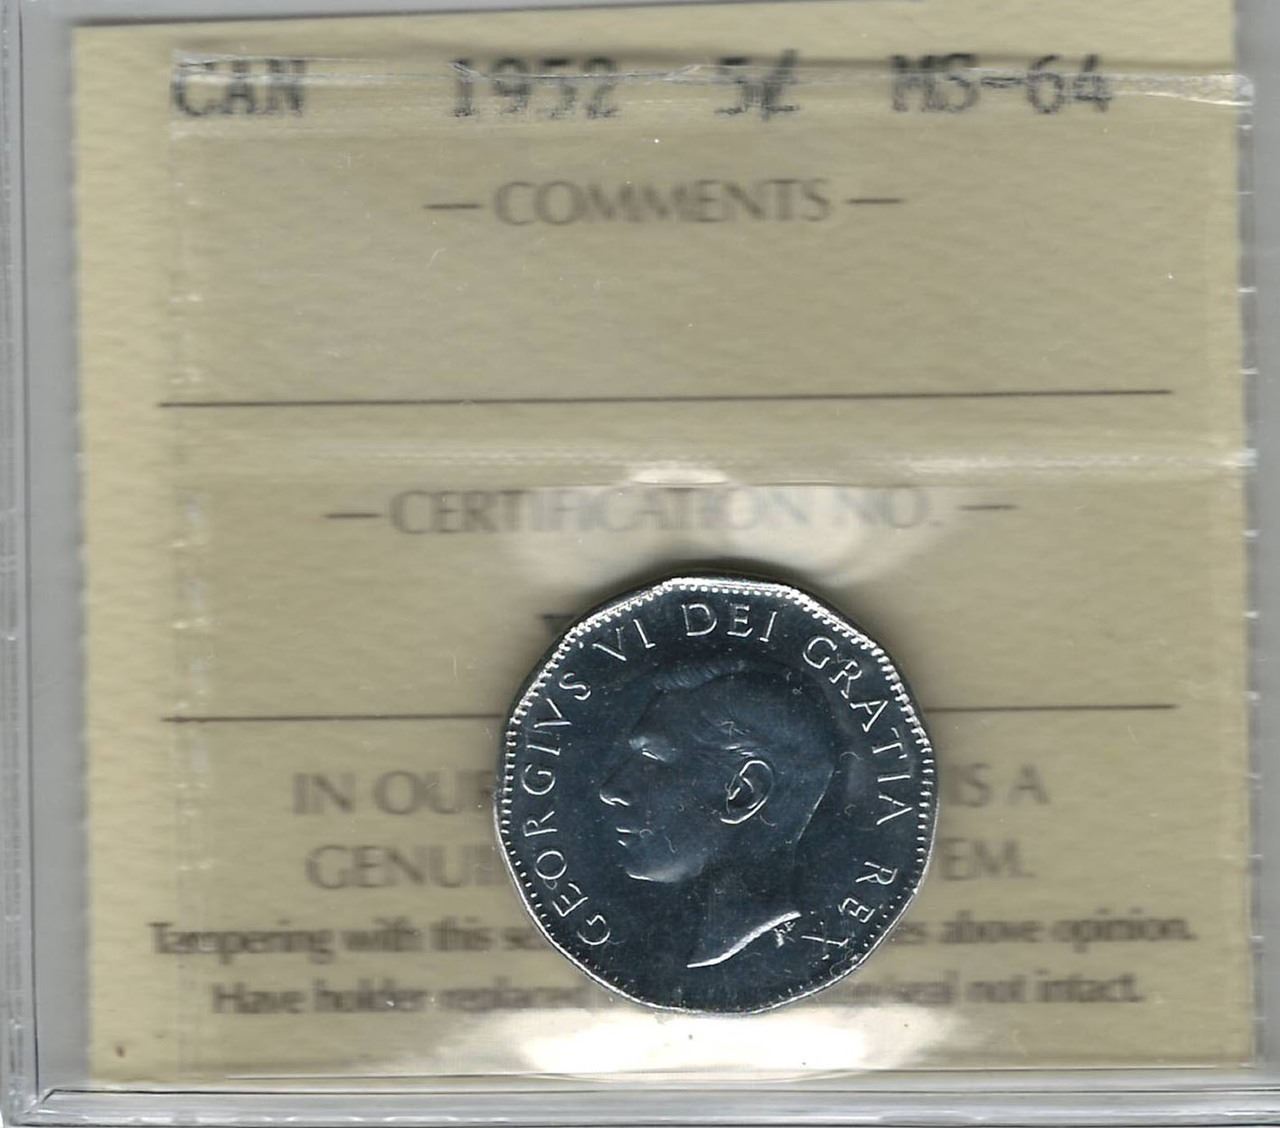 CAN 1952 5¢ MS-64
— COMMENTS —
— CERTIFICATION NO. —
GEORGIVS VI DEI GRATIA REX
IN OUR IS A
GENUI EM.
Tampering with this se es above opinion.
Have holder replaced seal not intact.